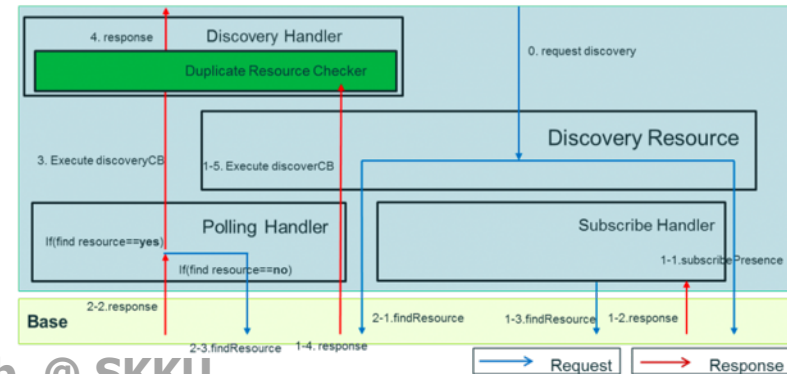 4. response
Discovery Handler
0. request discovery
Duplicate Resource Checker
Discovery Resource
3. Execute discoveryCB
1-5. Execute discoverCB
Polling Handler
Subscribe Handler
If(find resource==yes)
1-1.subscribePresence
If(find resource==no)
2-2.response
Base
2-1.findResource
1-3.findResource
1-2.response
2-3.findResource
1-4. response
@ SKKU
Request
Response